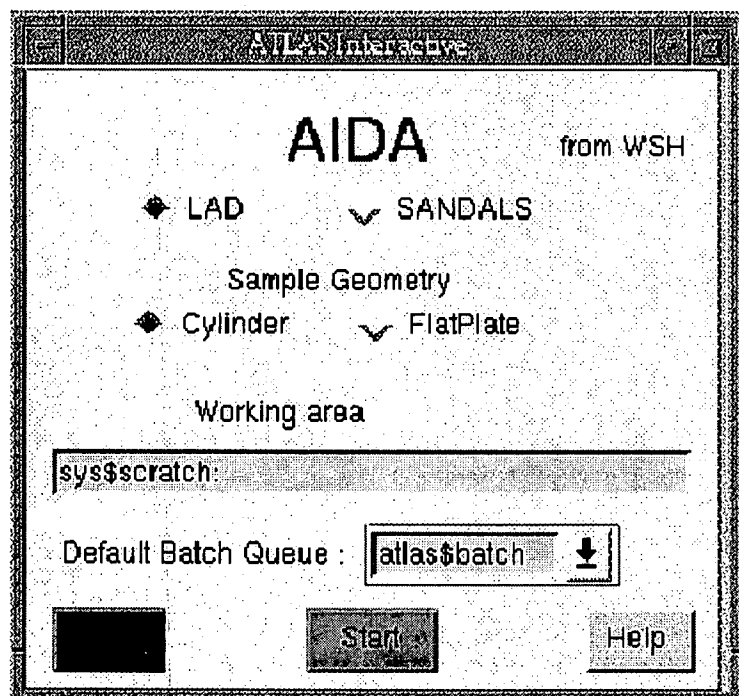 ATLAS Interactive
AIDA from WSH
LAD SANDALS
Sample Geometry
Cylinder FlatPlate
Working area
sys$scratch:
Default Batch Queue : atlas$batch
Start Help